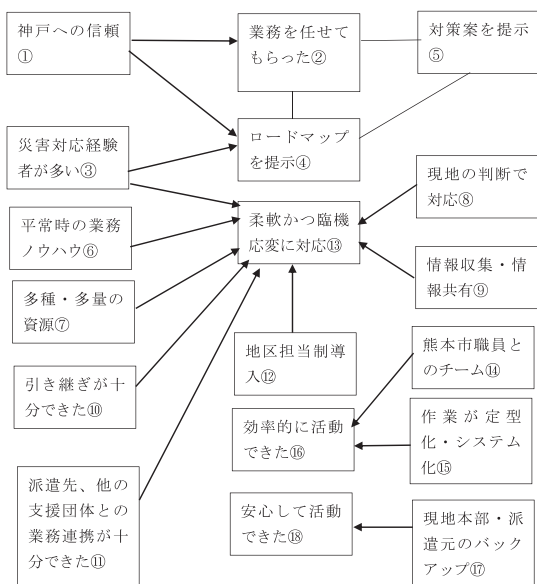 神戸への信頼
①
業務を任せて
もらった②
対策案を提示
⑤
災害対応経験
者が多い③
ロードマップ
を提示④
現地の判断で
対応⑧
平常時の業務
ノウハウ⑥
柔軟かつ臨機
応変に対応⑬
情報収集・情
報共有⑨
多種・多量の
資源⑦
地区担当制導
入⑫
熊本市職員と
のチーム⑭
引き継ぎが十
分できた⑩
効率的に活動
できた⑯
作業が定型
化・システム
化⑮
派遣先、他の
支援団体との
業務連携が十
分できた⑪
安心して活動
できた⑱
現地本部・派
遣元のバック
アップ⑰